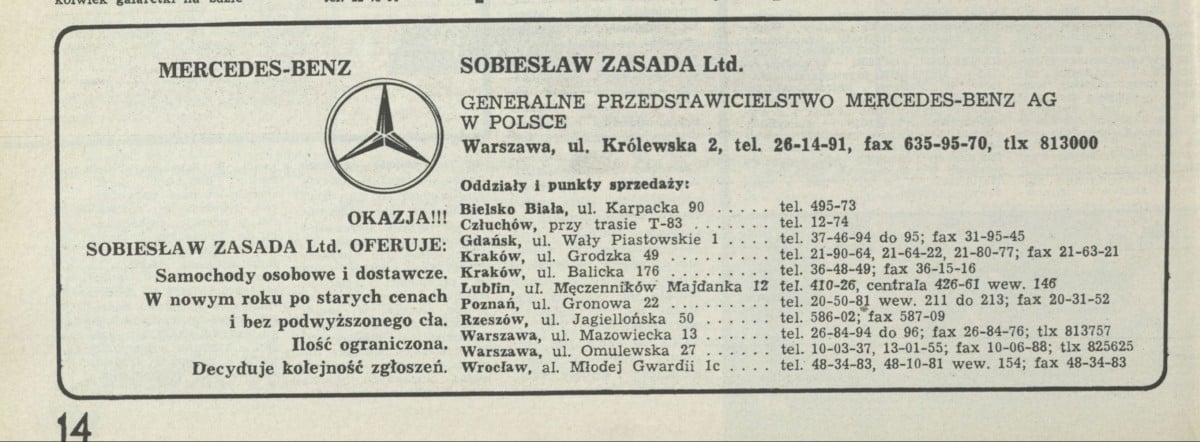 MERCEDES-BENZ
OKAZJA!!!
SOBIESŁAW ZASADA Ltd. OFERUJE:
Samochody osobowe i dostawcze.
W nowym roku po starych cenach
i bez podwyższonego cła.
Ilość ograniczona.
Decyduje kolejność zgłoszeń.
SOBIESŁAW ZASADA Ltd.
GENERALNE PRZEDSTAWICIELSTWO MERCEDES-BENZ AG
W POLSCE
Warszawa, ul. Królewska 2, tel. 26-14-91, fax 635-95-70, tlx 813000
Oddziały i punkty sprzedaży:
Bielsko Biała, ul. Karpacka 90 ..... tel. 495-73
Człuchów, przy trasie T-83 ....... tel. 12-74
Gdańsk, ul. Wały Piastowskie 1 .... tel. 37-46-94 do 95; fax 31-95-45
Kraków, ul. Grodzka 49 ......... tel. 21-90-64, 21-64-22, 21-80-77; fax 21-63-21
Kraków, ul. Balicka 176 ......... tel. 36-48-49; fax 36-15-16
Lublin, ul. Męczenników Majdanka 12 tel. 410-26, centrala 426-61 wew. 146
Poznań, ul. Gronowa 22 ......... tel. 20-50-81 wew. 211 do 213; fax 20-31-52
Rzeszów, ul. Jagiellońska 50 ...... tel. 586-02; fax 587-09
Warszawa, ul. Mazowiecka 13 ...... tel. 26-84-94 do 96; fax 26-84-76; tlx 813757
Warszawa, ul. Omulewska 27 ...... tel. 10-03-37, 13-01-55; fax 10-06-88; tlx 825625
Wrocław, al. Młodej Gwardii 1c .... tel. 48-34-83, 48-10-81 wew. 154; fax 48-34-83
14